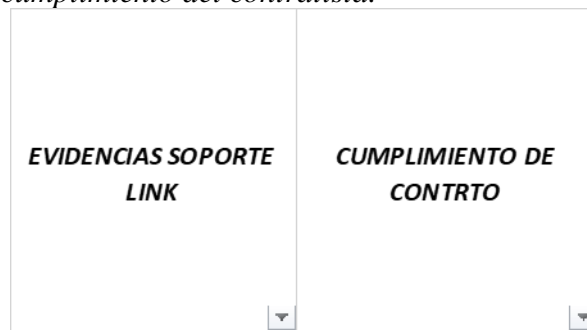 cumplimiento del contratista.
EVIDENCIAS SOPORTE
LINK
CUMPLIMIENTO DE
CONTRTO